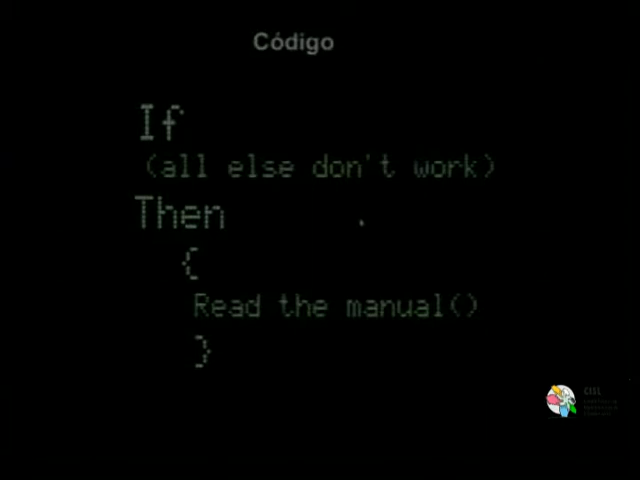 Código
If
(all else don't work)
Then
{
Read the manual()
}